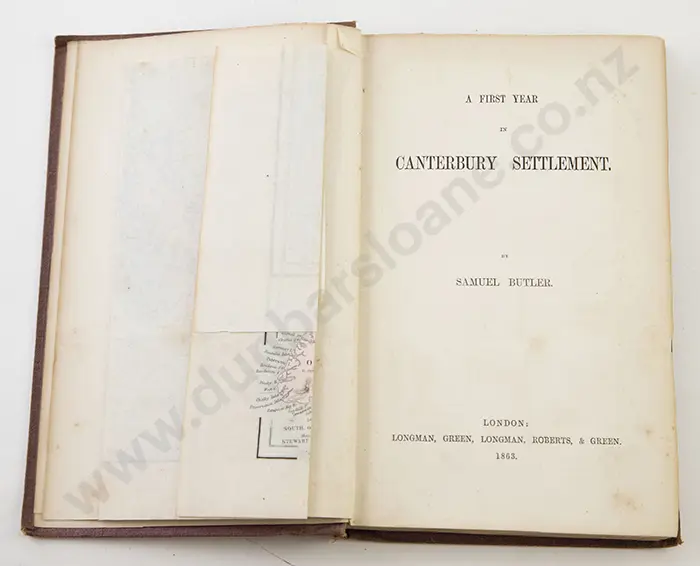 A FIRST YEAR
IN
CANTERBURY SETTLEMENT.
BY
SAMUEL BUTLER.
LONDON:
LONGMAN, GREEN, LONGMAN, ROBERTS, & GREEN.
1863.
www.dunbarsloane.co.nz